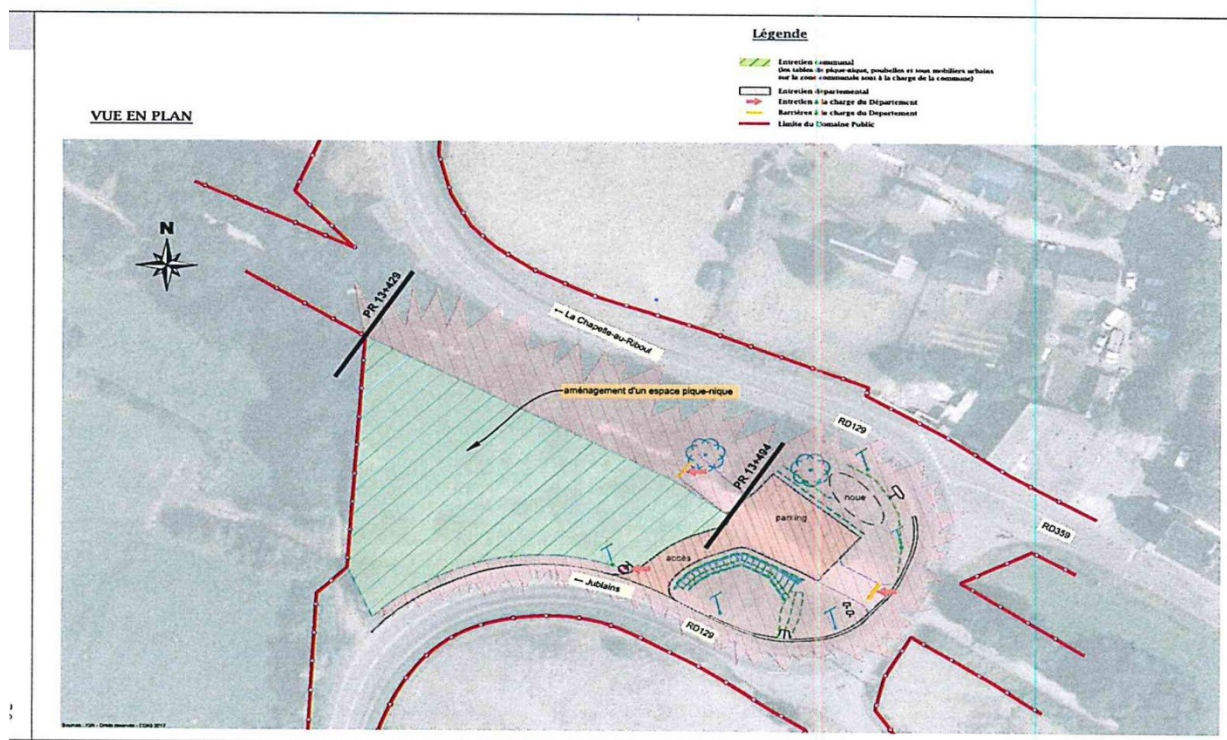 Légende
Entretien communal
(les tables de pique-nique, poubelles et tous mobiliers urbains
sur la zone communale sont à la charge de la commune)
Entretien départemental
Entretien à la charge du Département
Barrières à la charge du Département
Limite du Domaine Public
VUE EN PLAN
N
PR 13+429
← La Chapelle-au-Riboul
aménagement d'un espace pique-nique
RD129
PR 13+494
noue
parking
RD359
accès
← Jublains
RD129